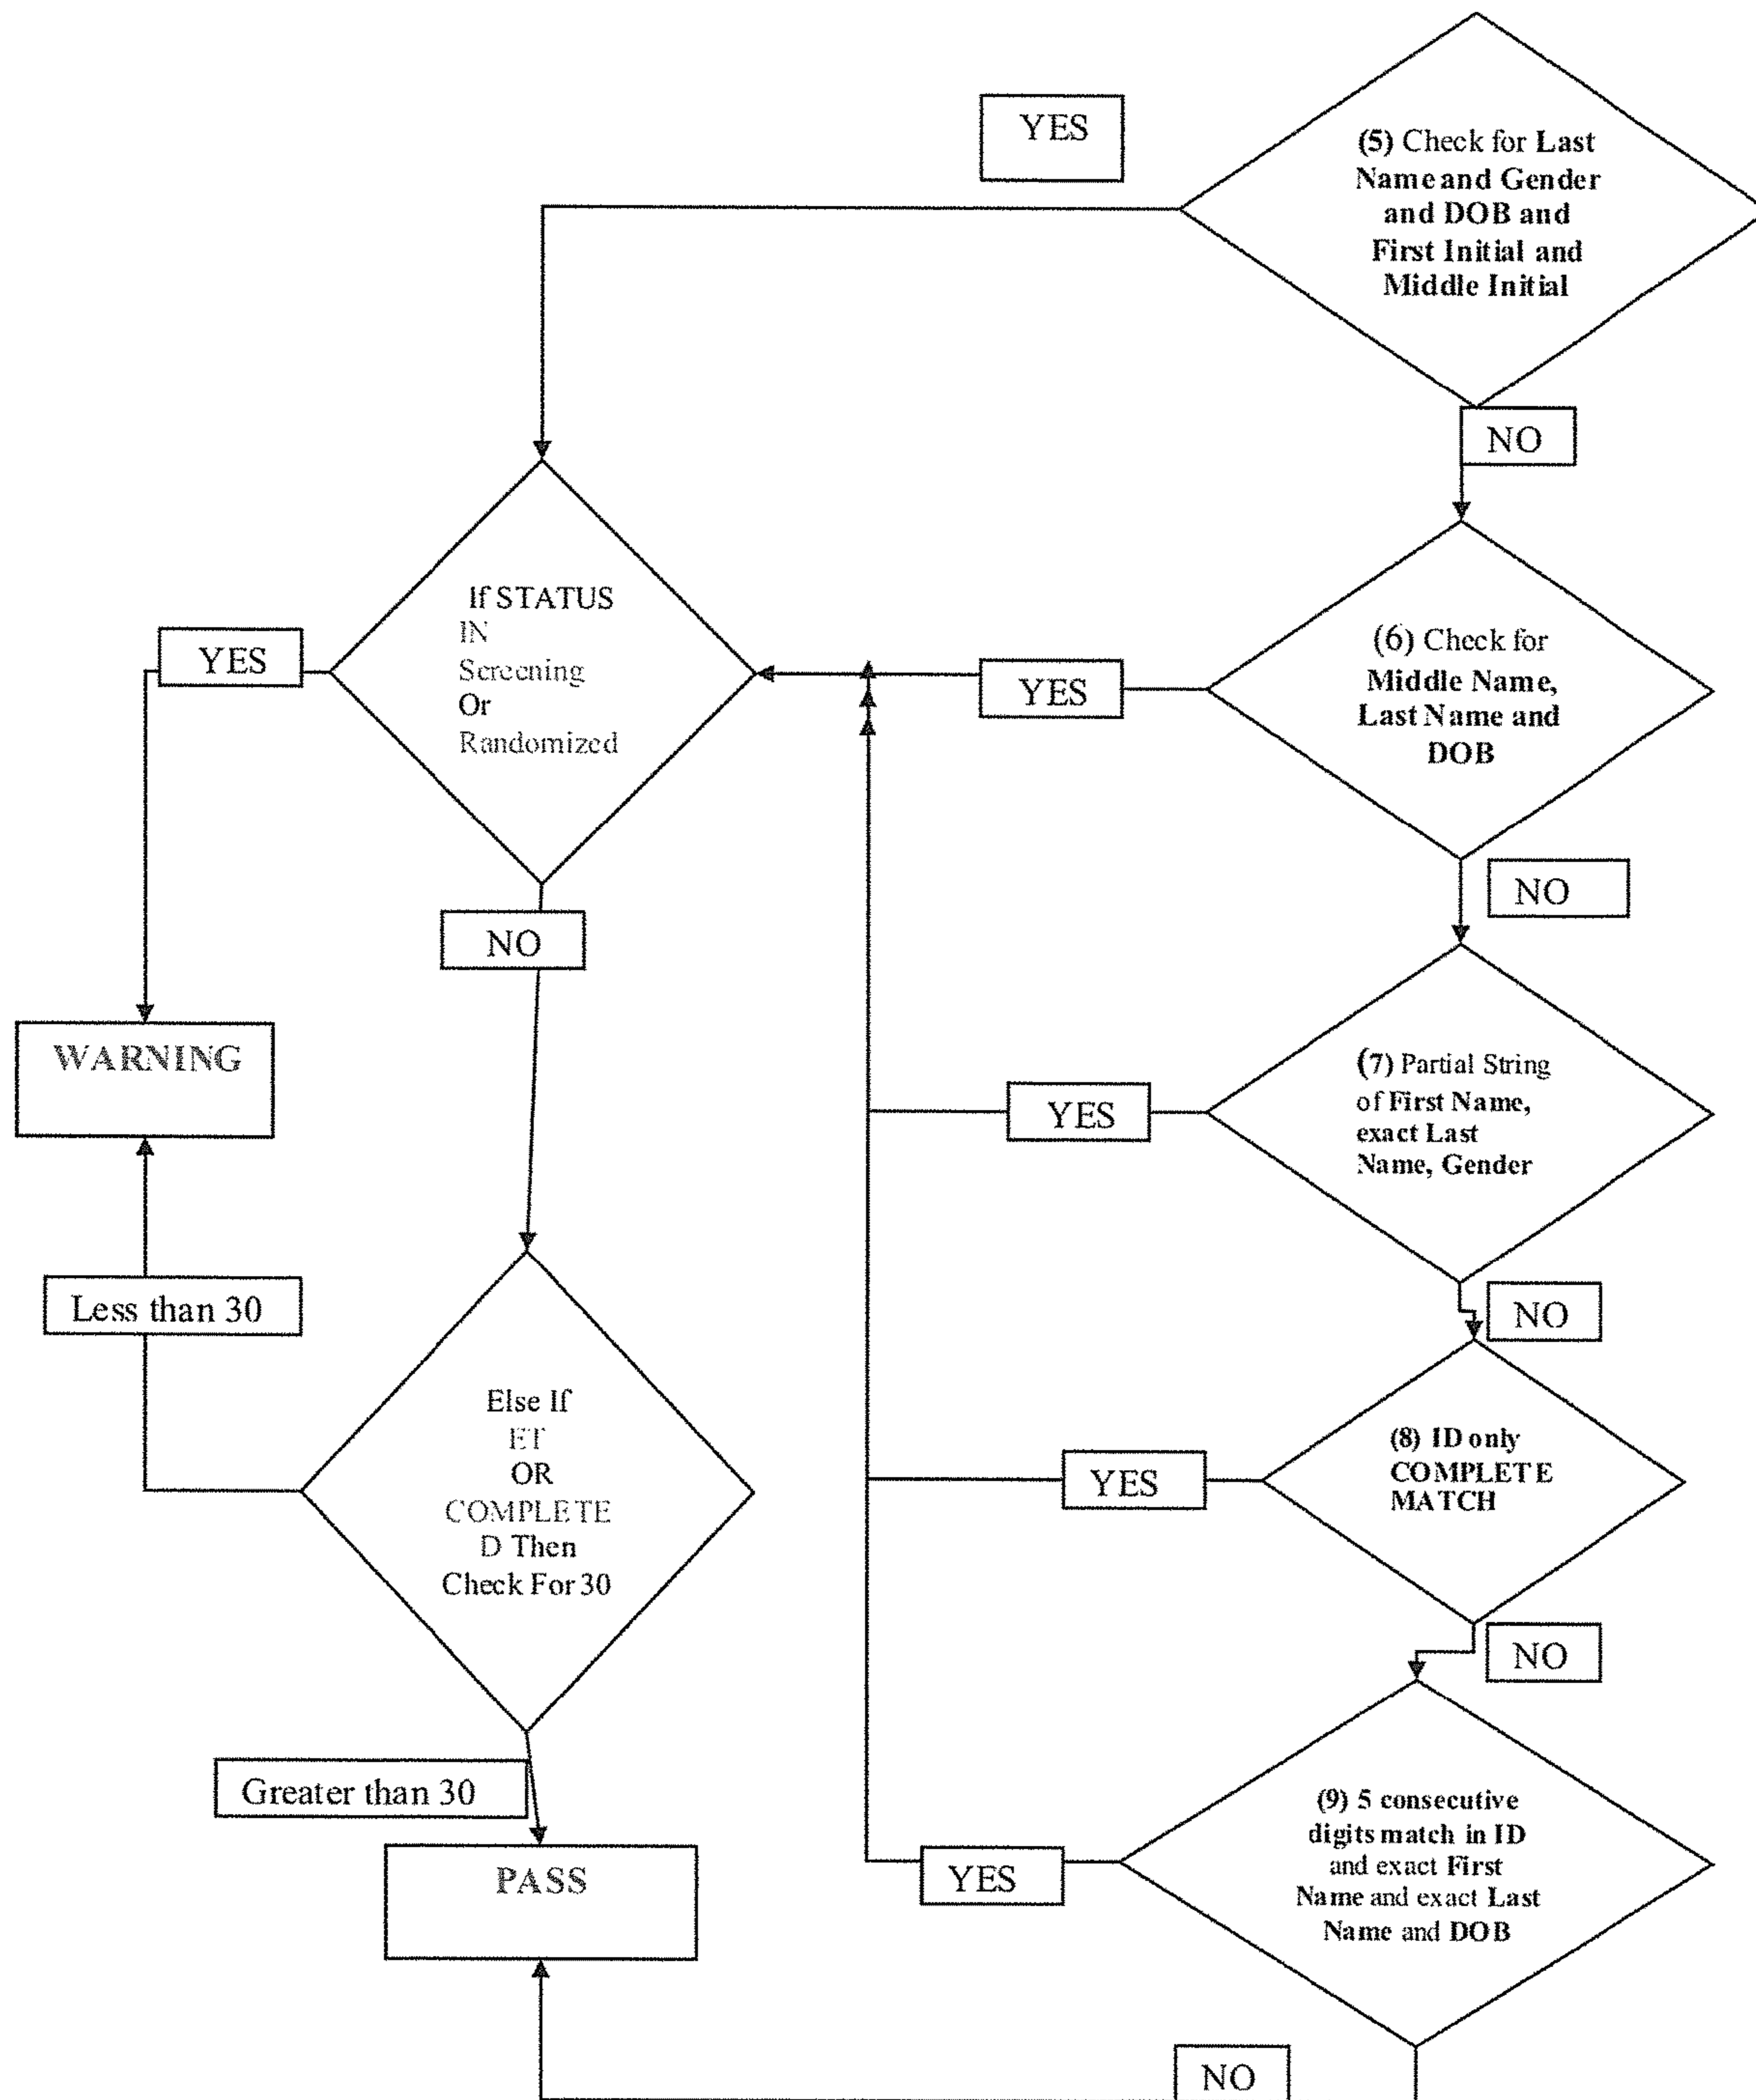 YES
(5) Check for Last
Name and Gender
and DOB and
First Initial and
Middle Initial
NO
If STATUS
IN
Screening
Or
Randomized
YES
YES
(6) Check for
Middle Name,
Last Name and
DOB
NO
NO
WARNING
(7) Partial String
of First Name,
exact Last
Name, Gender
YES
Less than 30
NO
Else If
ET
OR
COMPLETE
D Then
Check For 30
YES
(8) ID only
COMPLETE
MATCH
NO
Greater than 30
PASS
YES
(9) 5 consecutive
digits match in ID
and exact First
Name and exact Last
Name and DOB
NO